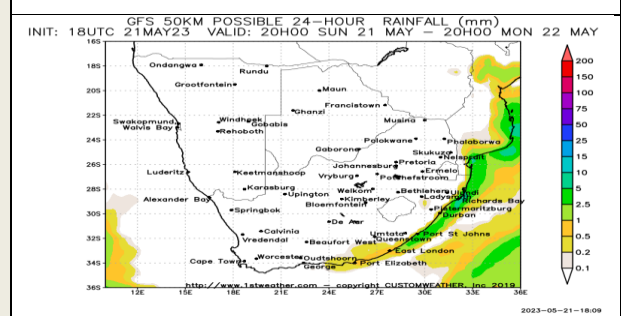 GFS 50KM POSSIBLE 24-HOUR RAINFALL (mm)
INIT: 18UTC 21MAY23 VALID: 20H00 SUN 21 MAY - 20H00 MON 22 MAY
16S
18S
20S
22S
24S
26S
28S
30S
32S
34S
36S
Ondangwa
Rundu
Grootfontein
Maun
Ghanzi
Francistown
Swakopmund
Walvis Bay
Windhoek
Gobabis
Rehoboth
Musina
Polokwane
Phalaborwa
Gaborone
Skukuza
Nelspruit
Johannesburg
Pretoria
Ermelo
Luderitz
Keetmanshoop
Vryburg
Potchefstroom
Karasburg
Upington
Welkom
Bethlehem
Ulundi
Ladysmith
Alexander Bay
Kimberley
Richards Bay
Springbok
Bloemfontein
Pietermaritzburg
Durban
De Aar
Calvinia
Umtata
Port St Johns
Vredendal
Beaufort West
Queenstown
East London
Cape Town
Worcester
Oudtshoorn
George
Port Elizabeth
http://www.1stweather.com - copyright CUSTOMWEATHER, Inc 2019
12E 15E 18E 21E 24E 27E 30E 33E 36E
200
150
100
75
50
25
15
10
5
2.5
1
0.5
0.2
0.1
2023-05-21-18:09